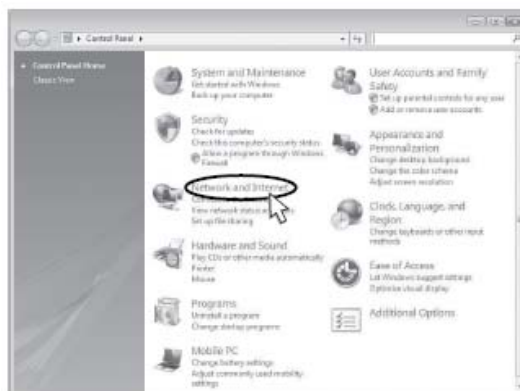 Control Panel
Control Panel Home
Classic View
System and Maintenance
Get started with Windows
Back up your computer
Security
Check for updates
Check this computer's security status
Allow a program through Windows
Firewall
Network and Internet
View network status
Set up file sharing
Hardware and Sound
Play CDs or other media automatically
Printer
Mouse
Programs
Uninstall a program
Change startup programs
Mobile PC
Change battery settings
Adjust commonly used mobility
settings
User Accounts and Family
Safety
Set up parental controls for any user
Add or remove user accounts
Appearance and
Personalization
Change desktop background
Change the color scheme
Adjust screen resolution
Clock, Language, and
Region
Change keyboards or other input
methods
Ease of Access
Let Windows suggest settings
Optimize visual display
Additional Options